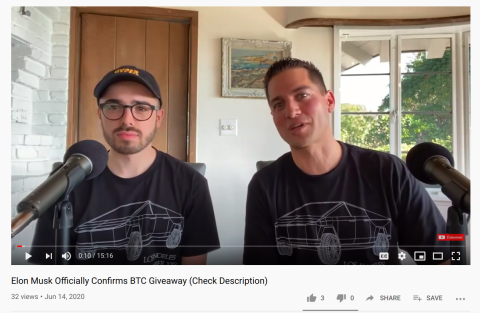 0:10 / 15:16
Elon Musk Officially Confirms BTC Giveaway (Check Description)
32 views • Jun 14, 2020
3
0
SHARE
SAVE